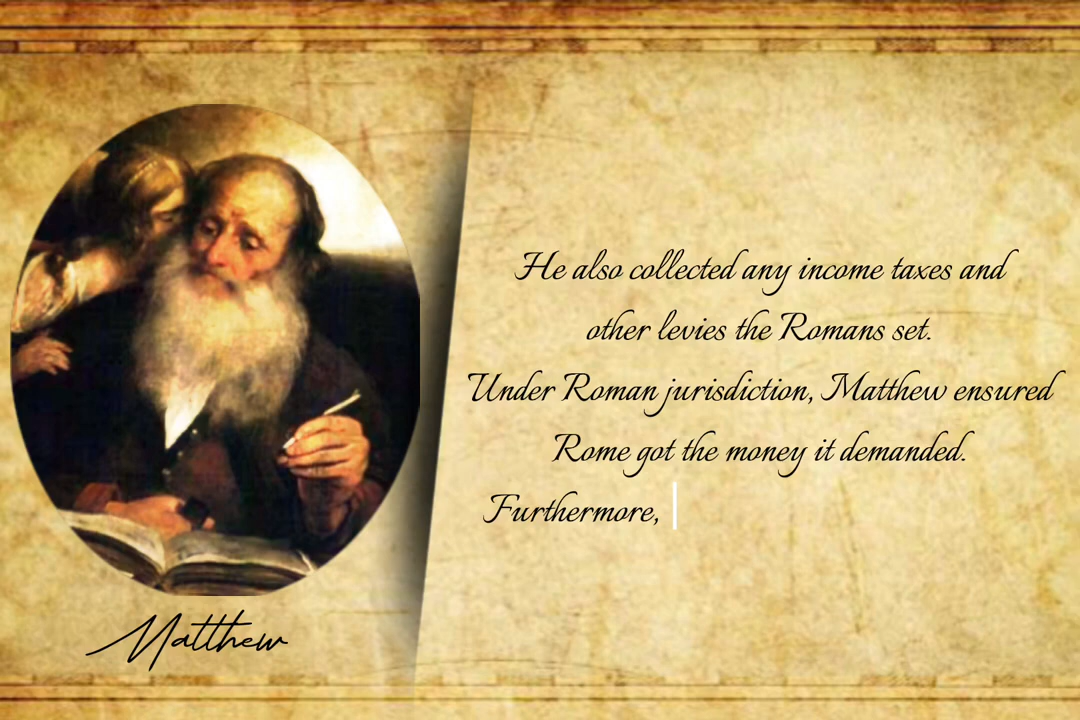 He also collected any income taxes and
other levies the Romans set.
Under Roman jurisdiction, Matthew ensured
Rome got the money it demanded.
Furthermore,
Matthew